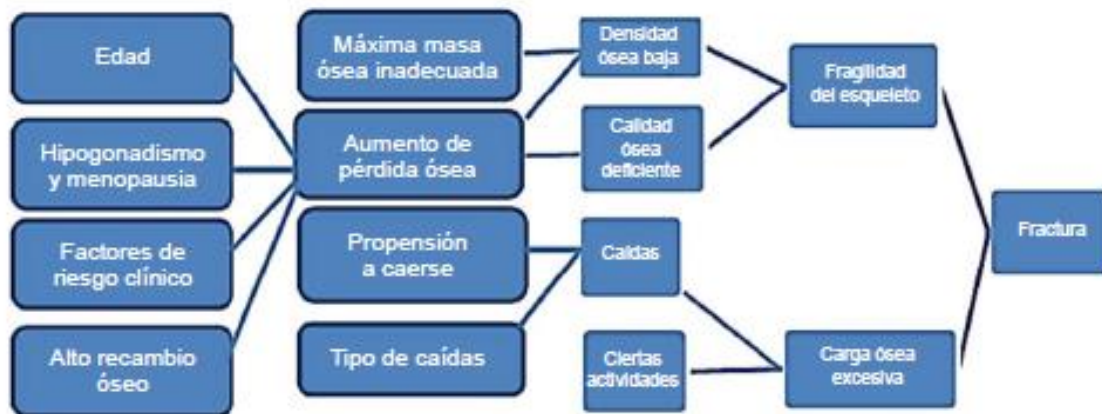 Edad
Hipogonadismo
y menopausia
Factores de
riesgo clínico
Alto recambio
óseo
Máxima masa
ósea inadecuada
Aumento de
pérdida ósea
Propensión
a caerse
Tipo de caídas
Densidad
ósea baja
Calidad
ósea
deficiente
Caídas
Ciertas
actividades
Fragilidad
del esqueleto
Carga ósea
excesiva
Fractura